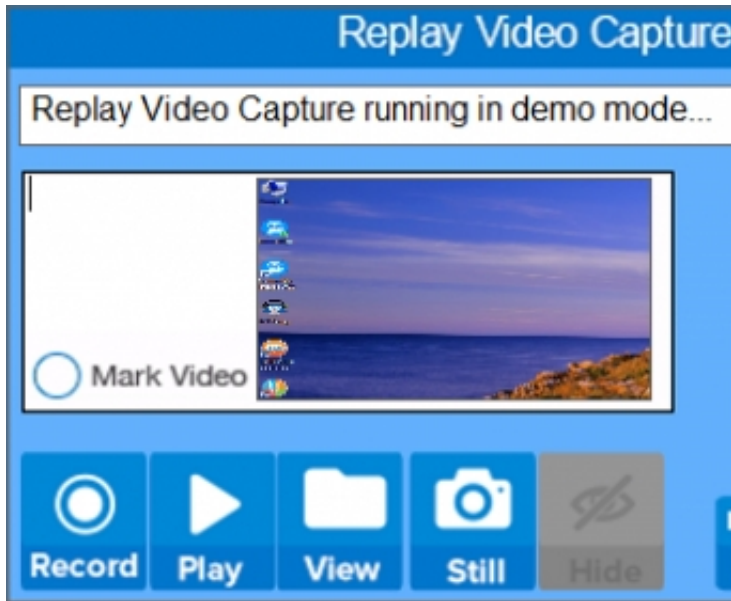 Replay Video Capture
Replay Video Capture running in demo mode...
Mark Video
Record Play View Still Hide